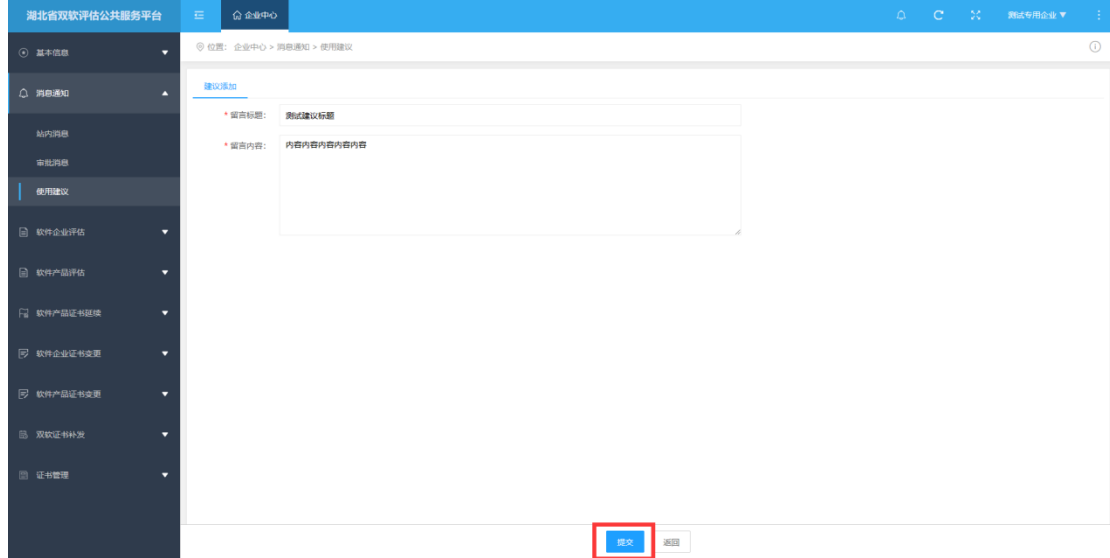 湖北省双软评估公共服务平台
企业中心
测试专用企业
位置: 企业中心 > 消息通知 > 使用建议
基本信息
消息通知
站内消息
审批消息
使用建议
软件企业评估
软件产品评估
软件产品证书延续
软件企业证书变更
软件产品证书变更
双软证书补发
证书管理
建议添加
* 留言标题: 测试建议标题
* 留言内容: 内容内容内容内容内容
提交
返回